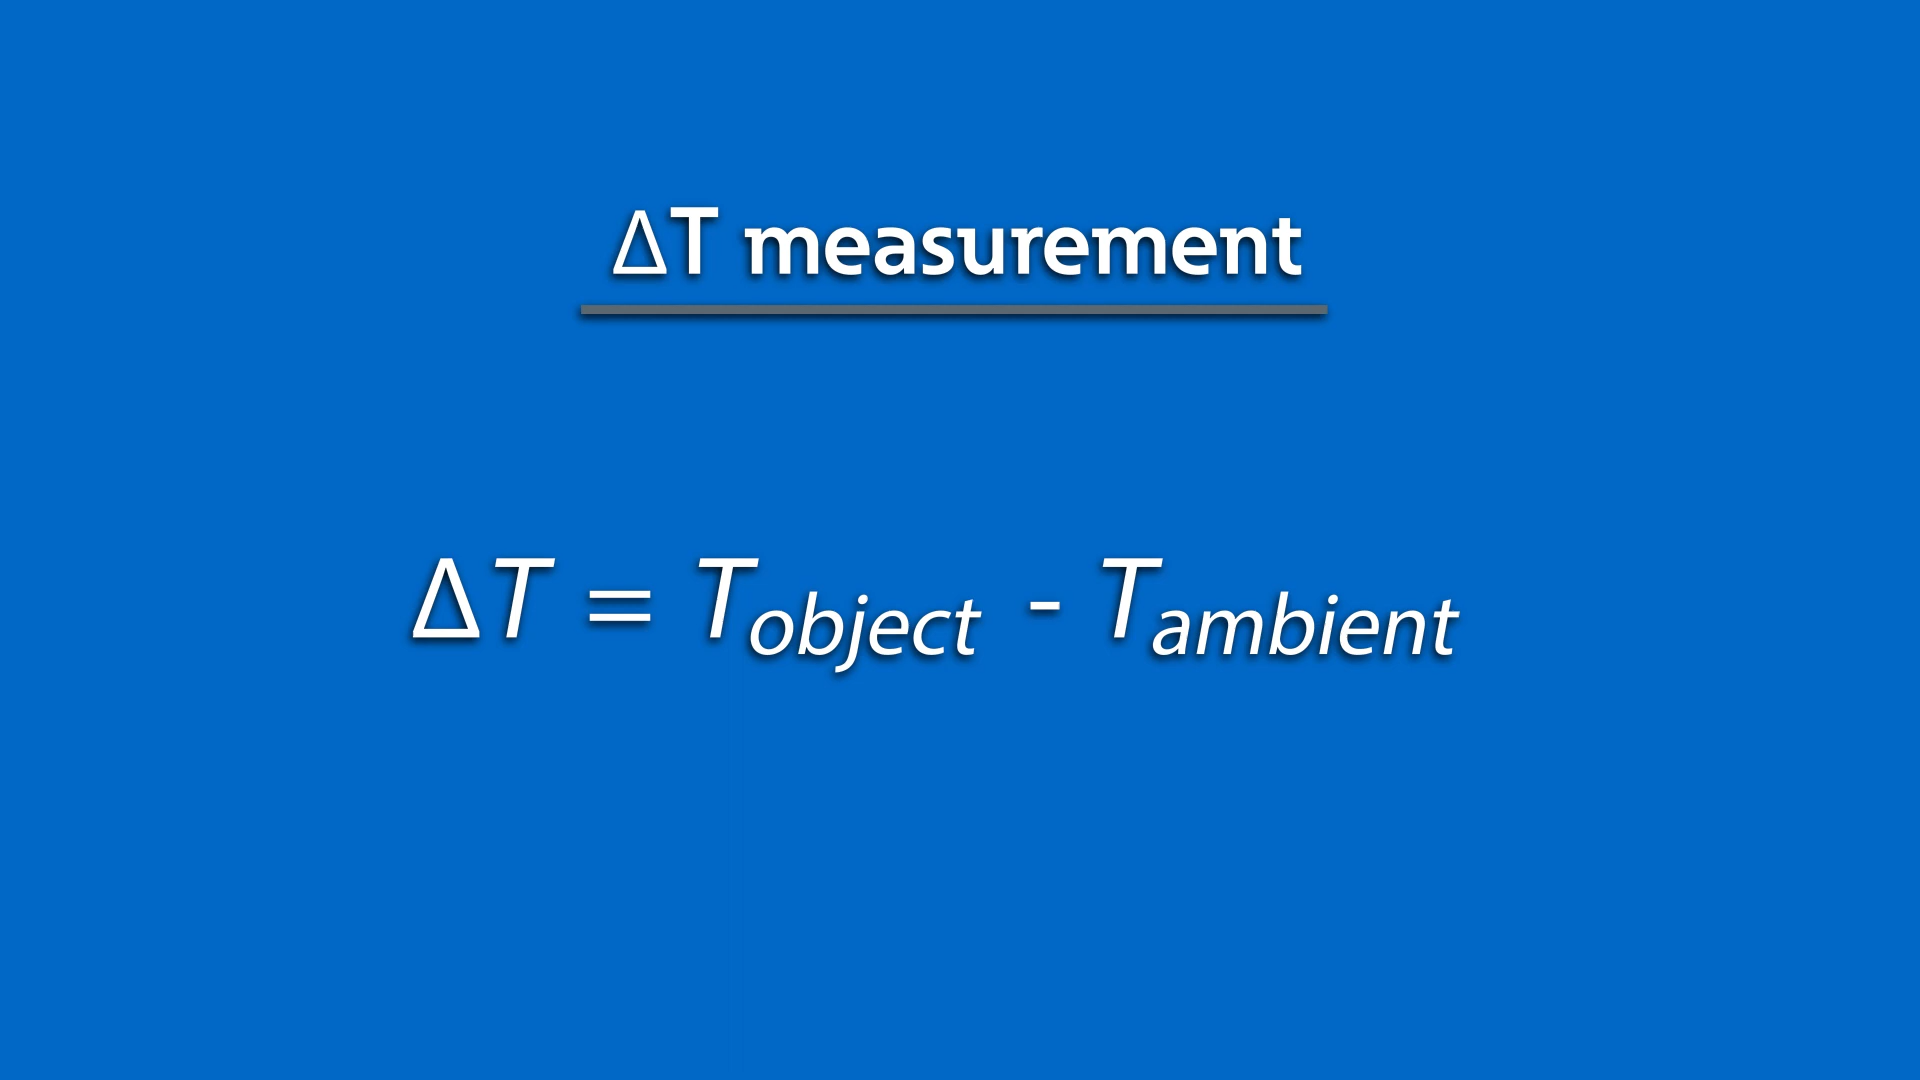 ΔT measurement
ΔT = Tobject - Tambient